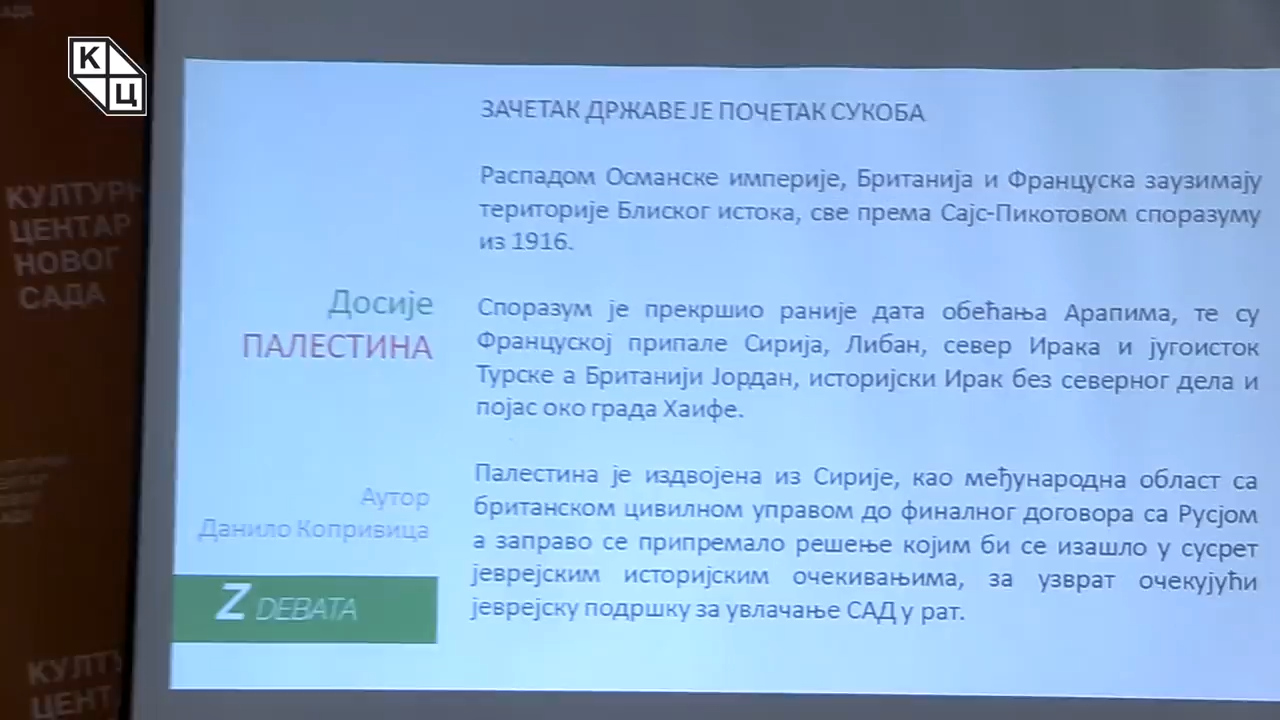 К
Ц
КУЛТУРН
ЦЕНТАР
НОВОГ
САДА
ЗАЧЕТАК ДРЖАВЕ ЈЕ ПОЧЕТАК СУКОБА
Распадом Османске империје, Британија и Француска заузимају
територије Блиског истока, све према Сајс-Пикотовом споразуму
из 1916.
Досије
ПАЛЕСТИНА
Споразум је прекршио раније дата обећања Арапима, те су
Француској припале Сирија, Либан, север Ирака и југоисток
Турске а Британији Јордан, историјски Ирак без северног дела и
појас око града Хаифе.
Палестина је издвојена из Сирије, као међународна област са
британском цивилном управом до финалног договора са Русјом
а заправо се припремало решење којим би се изашло у сусрет
јеврејским историјским очекивањима, за узврат очекујући
јеврејску подршку за увлачање САД у рат.
Аутор
Данило Копривица
Z DEBATA
КУЛТУ
ЦЕНТ